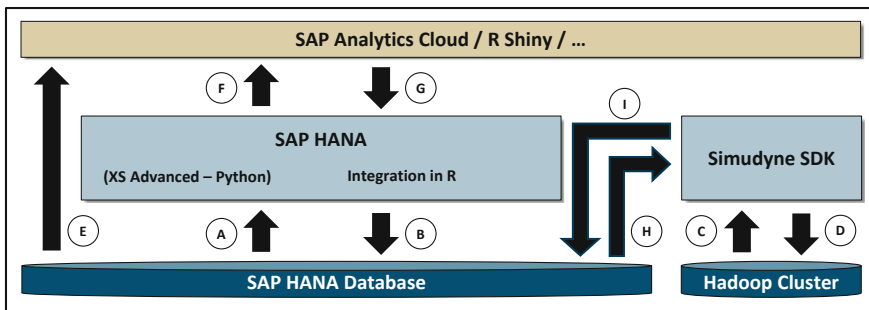 SAP Analytics Cloud / R Shiny / …
F
G
I
SAP HANA
Simudyne SDK
(XS Advanced – Python)
Integration in R
E
A
B
H
C
D
SAP HANA Database
Hadoop Cluster